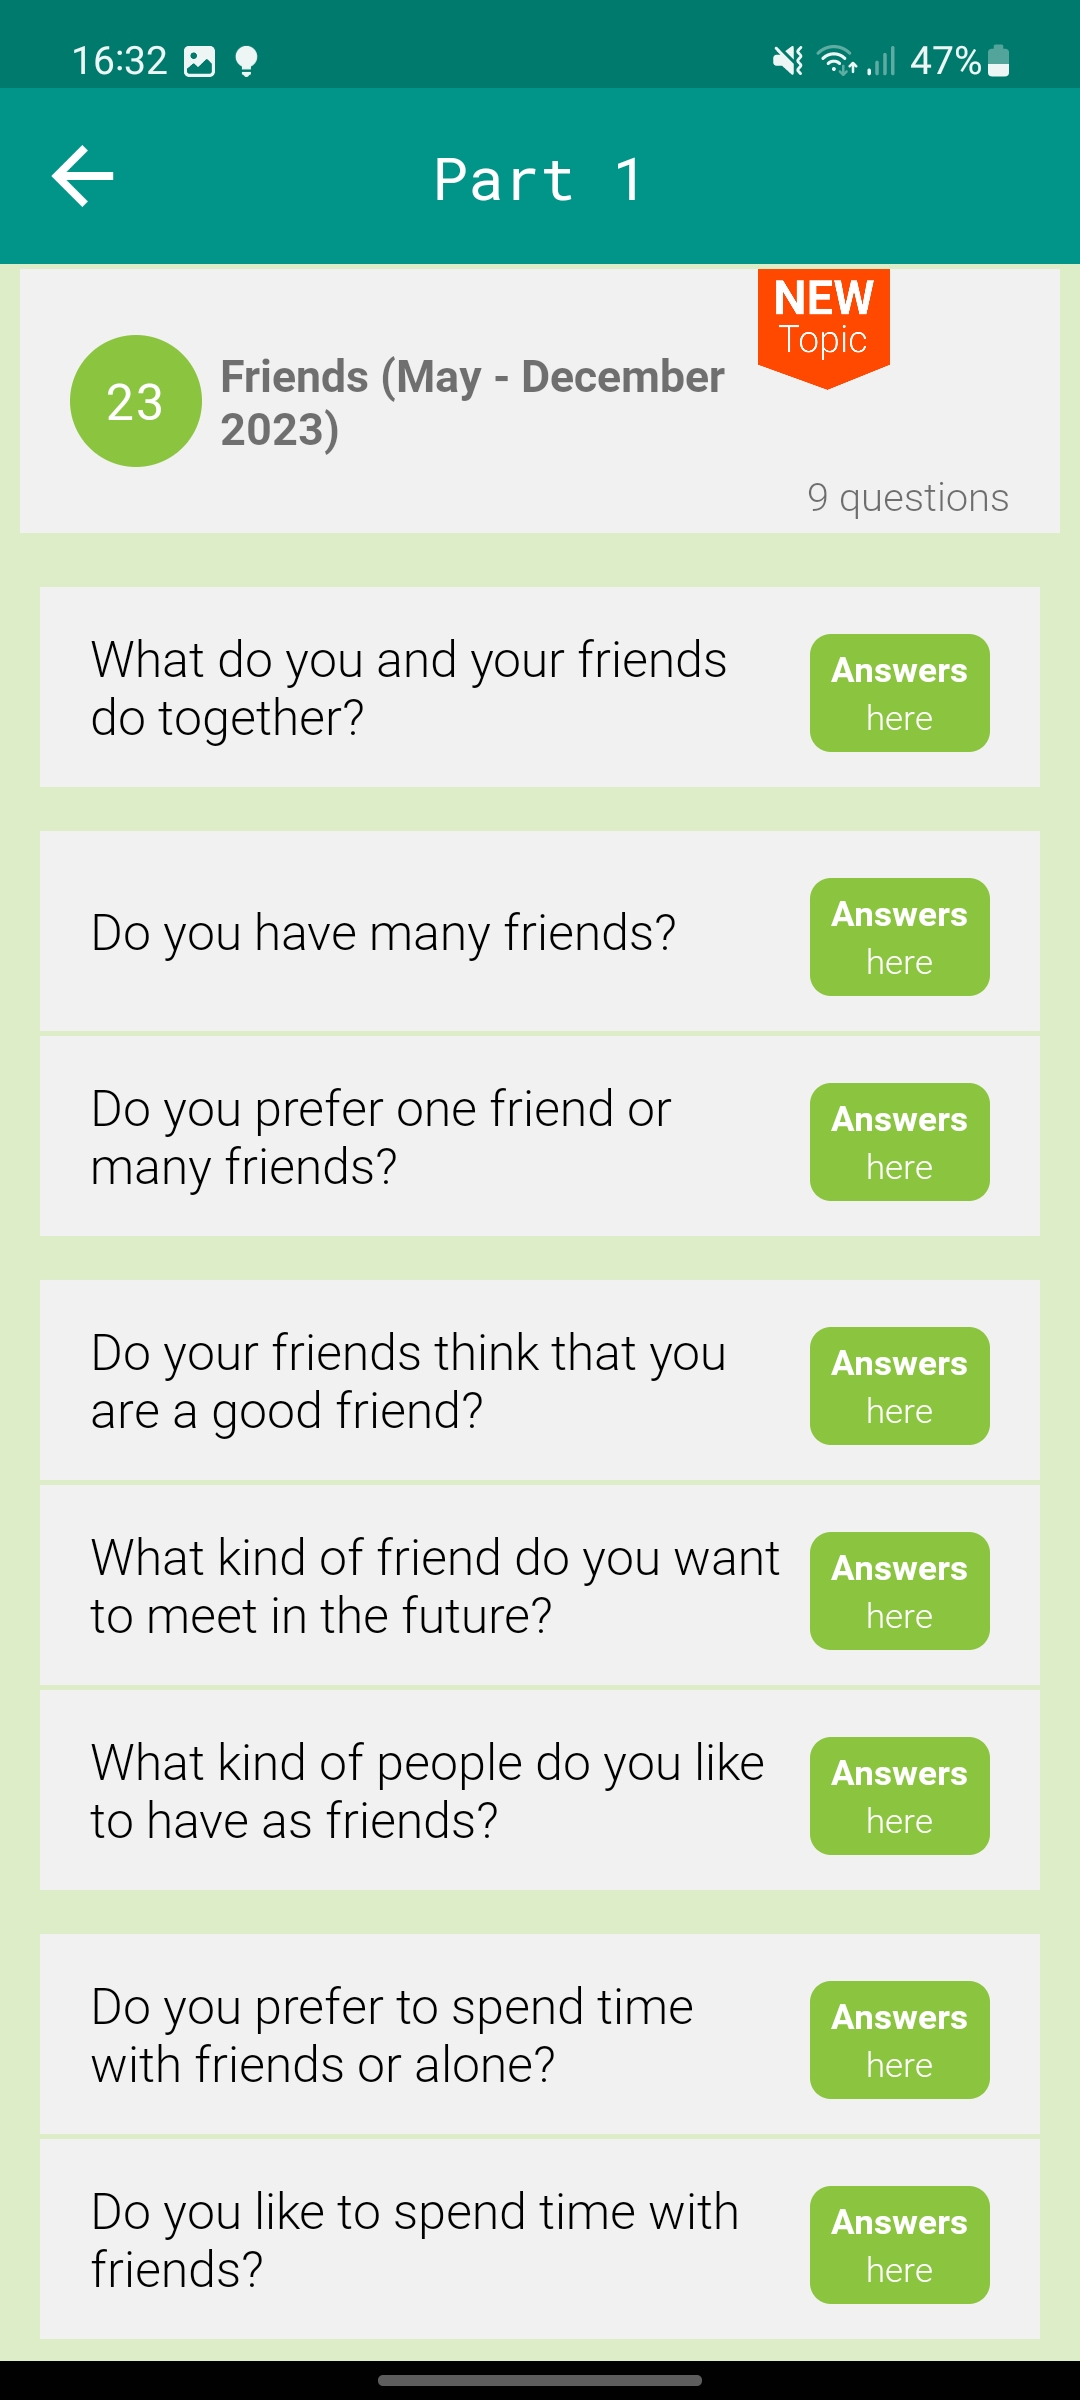 16:32
47%
Part 1
NEW
Topic
23
Friends (May - December
2023)
9 questions
What do you and your friends
do together?
Answers
here
Do you have many friends?
Answers
here
Do you prefer one friend or
many friends?
Answers
here
Do your friends think that you
are a good friend?
Answers
here
What kind of friend do you want
to meet in the future?
Answers
here
What kind of people do you like
to have as friends?
Answers
here
Do you prefer to spend time
with friends or alone?
Answers
here
Do you like to spend time with
friends?
Answers
here